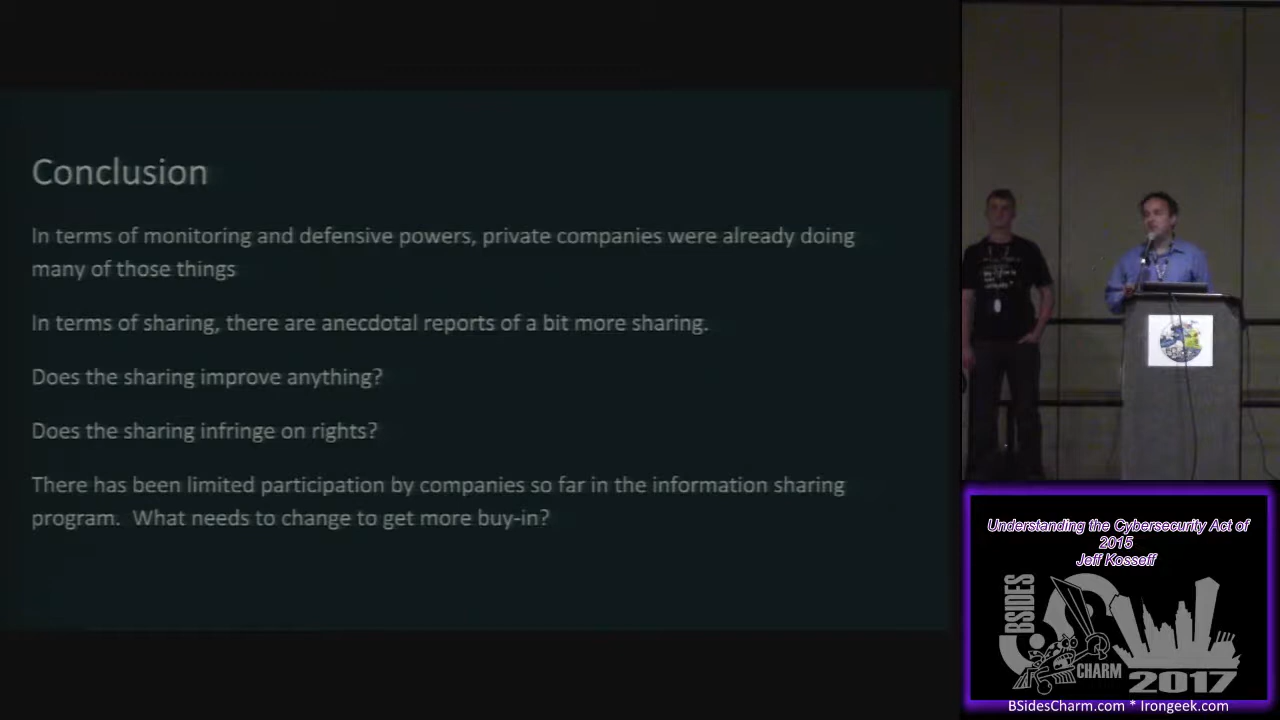 Conclusion
In terms of monitoring and defensive powers, private companies were already doing
many of those things
In terms of sharing, there are anecdotal reports of a bit more sharing.
Does the sharing improve anything?
Does the sharing infringe on rights?
There has been limited participation by companies so far in the information sharing
program.  What needs to change to get more buy-in?
Understanding the Cybersecurity Act of
2015
Jeff Kosseff
BSIDES
CHARM
2017
BSidesCharm.com * Irongeek.com